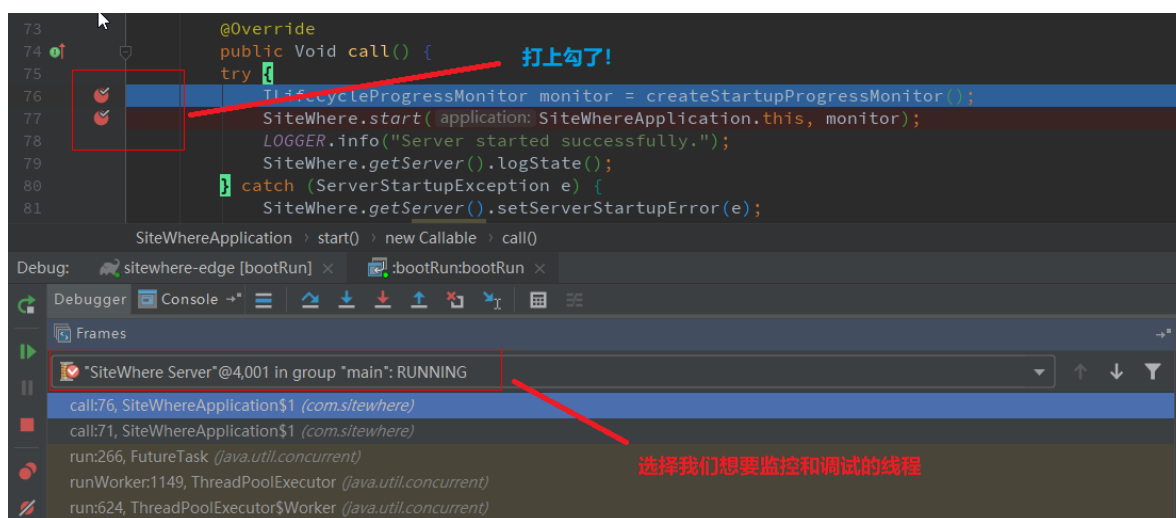 73 @Override
74 public Void call() {
打上勾了!
75 try {
76 ILifecycleProgressMonitor monitor = createStartupProgressMonitor();
77 SiteWhere.start( application: SiteWhereApplication.this, monitor);
78 LOGGER.info("Server started successfully.");
79 SiteWhere.getServer().logState();
80 } catch (ServerStartupException e) {
81 SiteWhere.getServer().setServerStartupError(e);
SiteWhereApplication › start() › new Callable › call()
Debug: sitewhere-edge [bootRun] × :bootRun:bootRun ×
Debugger Console
Frames
"SiteWhere Server"@4,001 in group "main": RUNNING
call:76, SiteWhereApplication$1 (com.sitewhere)
call:71, SiteWhereApplication$1 (com.sitewhere)
run:266, FutureTask (java.util.concurrent)
选择我们想要监控和调试的线程
runWorker:1149, ThreadPoolExecutor (java.util.concurrent)
run:624, ThreadPoolExecutor$Worker (java.util.concurrent)